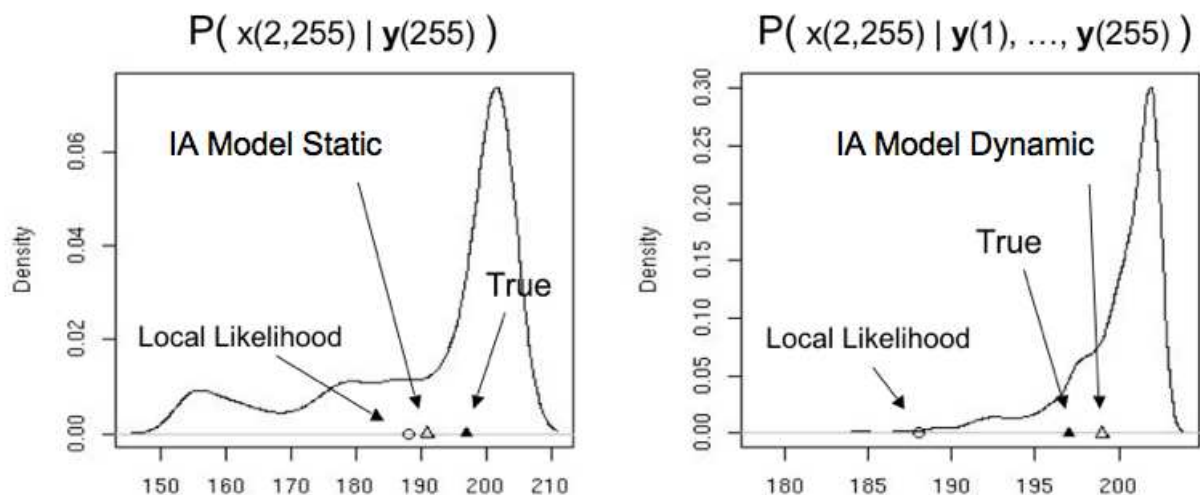 P( x(2,255) | y(255) )
IA Model Static
True
Local Likelihood
Density
0.00
0.02
0.04
0.06
150
160
170
180
190
200
210
P( x(2,255) | y(1), ..., y(255) )
IA Model Dynamic
True
Local Likelihood
Density
0.00
0.05
0.10
0.15
0.20
0.25
0.30
180
185
190
195
200